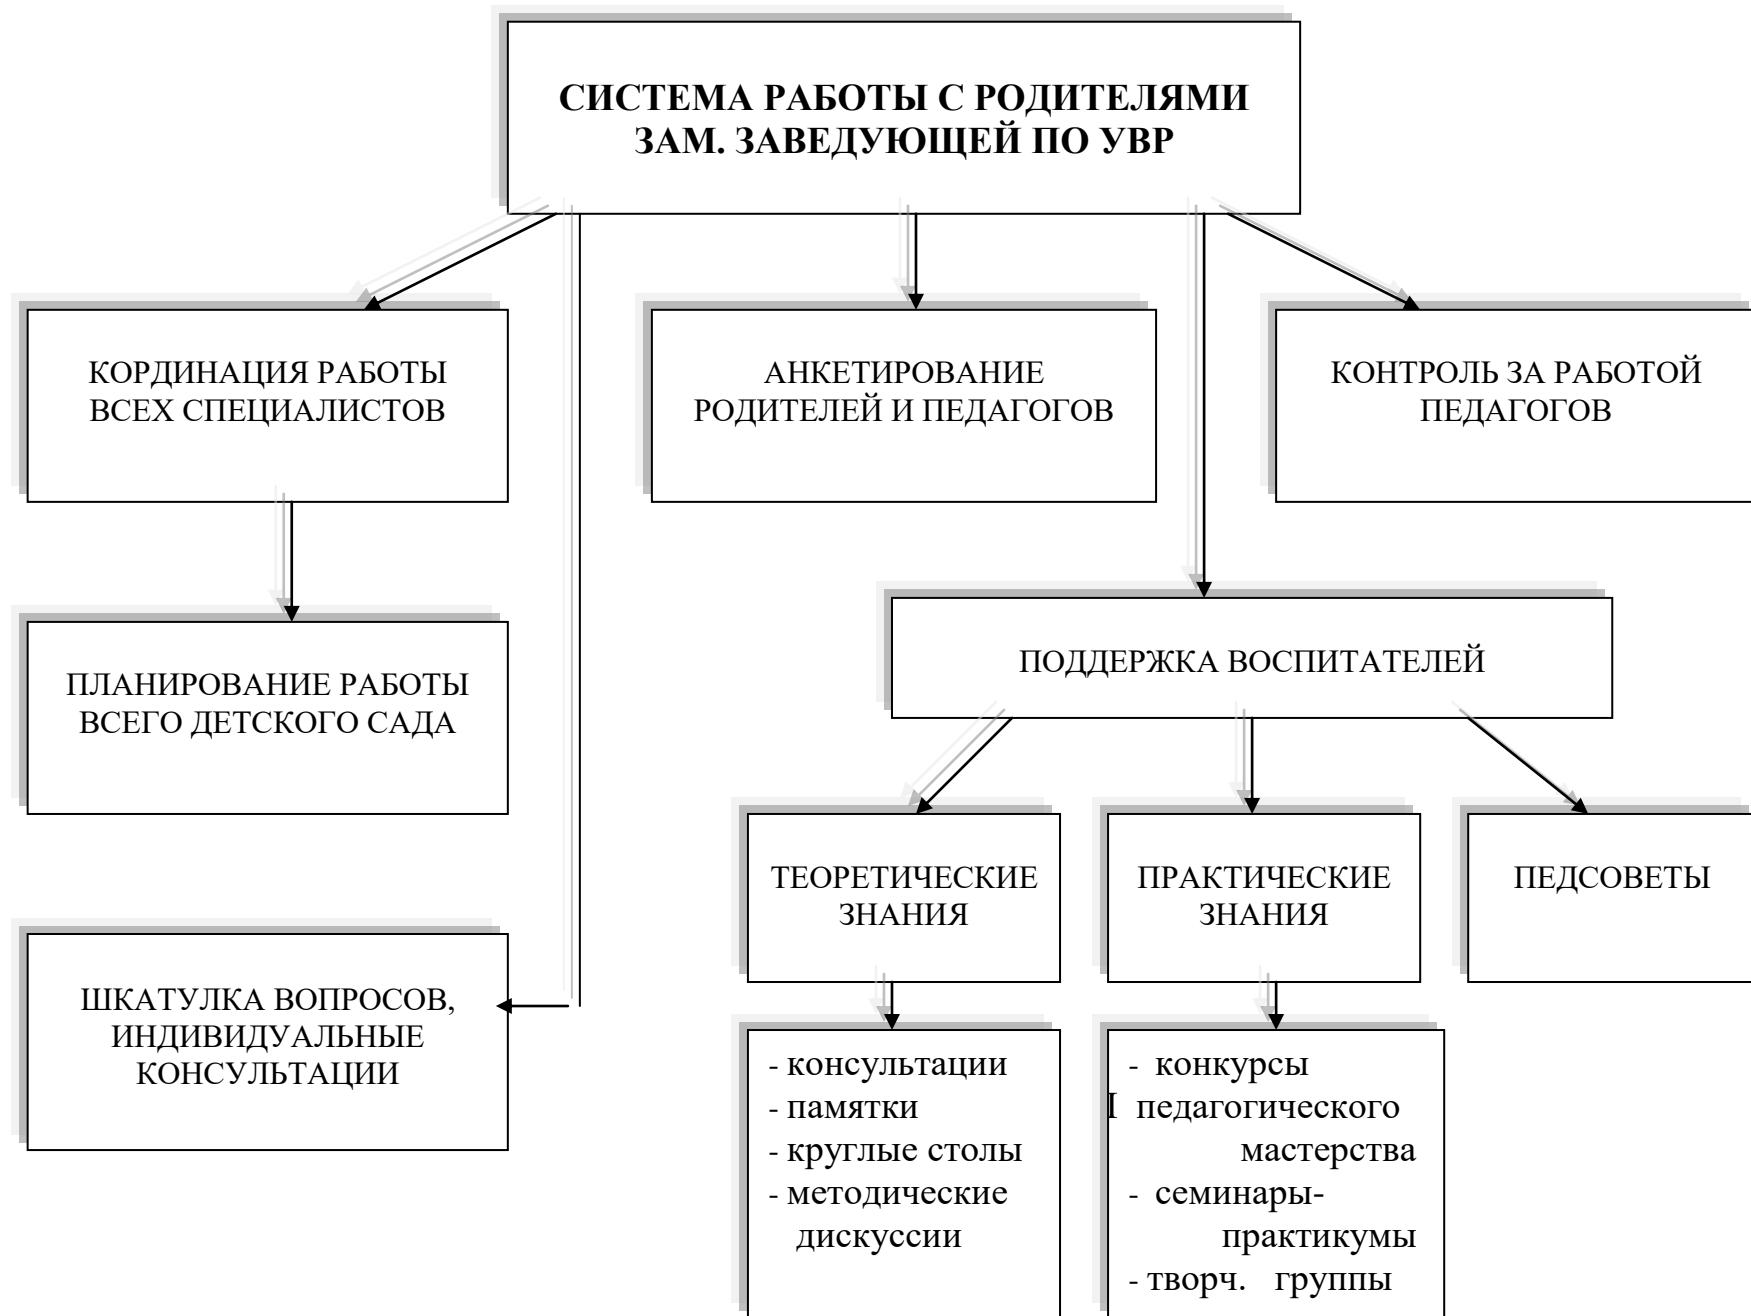 СИСТЕМА РАБОТЫ С РОДИТЕЛЯМИ
ЗАМ. ЗАВЕДУЮЩЕЙ ПО УВР
КОРДИНАЦИЯ РАБОТЫ
ВСЕХ СПЕЦИАЛИСТОВ
АНКЕТИРОВАНИЕ
РОДИТЕЛЕЙ И ПЕДАГОГОВ
КОНТРОЛЬ ЗА РАБОТОЙ
ПЕДАГОГОВ
ПЛАНИРОВАНИЕ РАБОТЫ
ВСЕГО ДЕТСКОГО САДА
ПОДДЕРЖКА ВОСПИТАТЕЛЕЙ
ТЕОРЕТИЧЕСКИЕ
ЗНАНИЯ
ПРАКТИЧЕСКИЕ
ЗНАНИЯ
ПЕДСОВЕТЫ
ШКАТУЛКА ВОПРОСОВ,
ИНДИВИДУАЛЬНЫЕ
КОНСУЛЬТАЦИИ
- консультации
- памятки
- круглые столы
- методические
дискуссии
- конкурсы
педагогического
мастерства
- семинары-
практикумы
- творч. группы